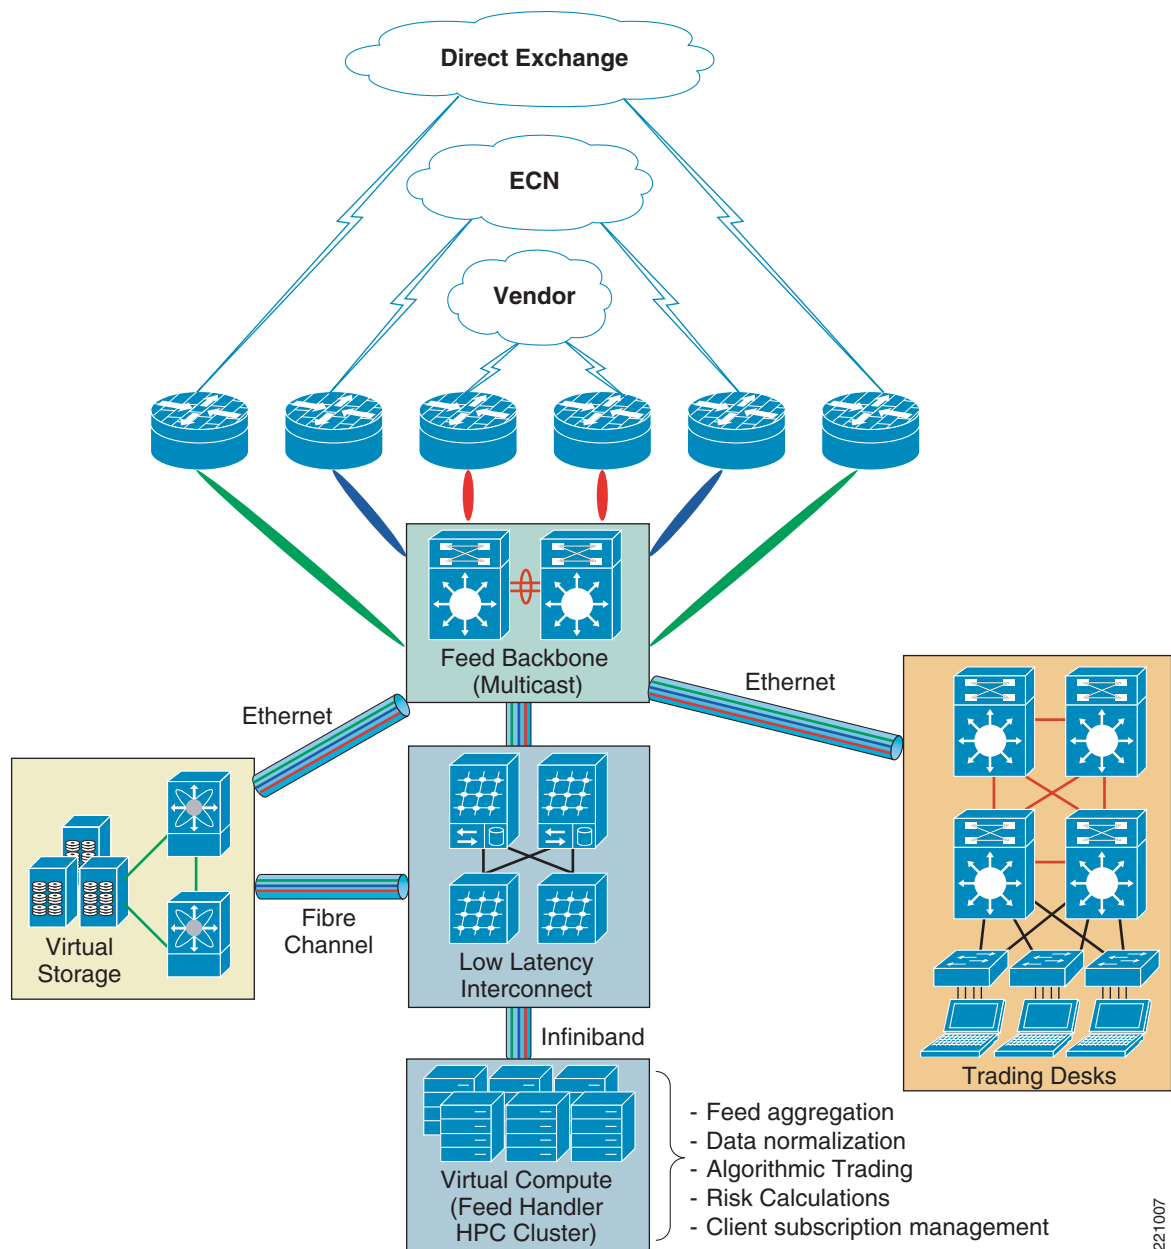 Direct Exchange
ECN
Vendor
Feed Backbone
(Multicast)
Ethernet
Ethernet
Virtual
Storage
Fibre
Channel
Low Latency
Interconnect
Infiniband
Trading Desks
Virtual Compute
(Feed Handler
HPC Cluster)
- Feed aggregation
- Data normalization
- Algorithmic Trading
- Risk Calculations
- Client subscription management
221007